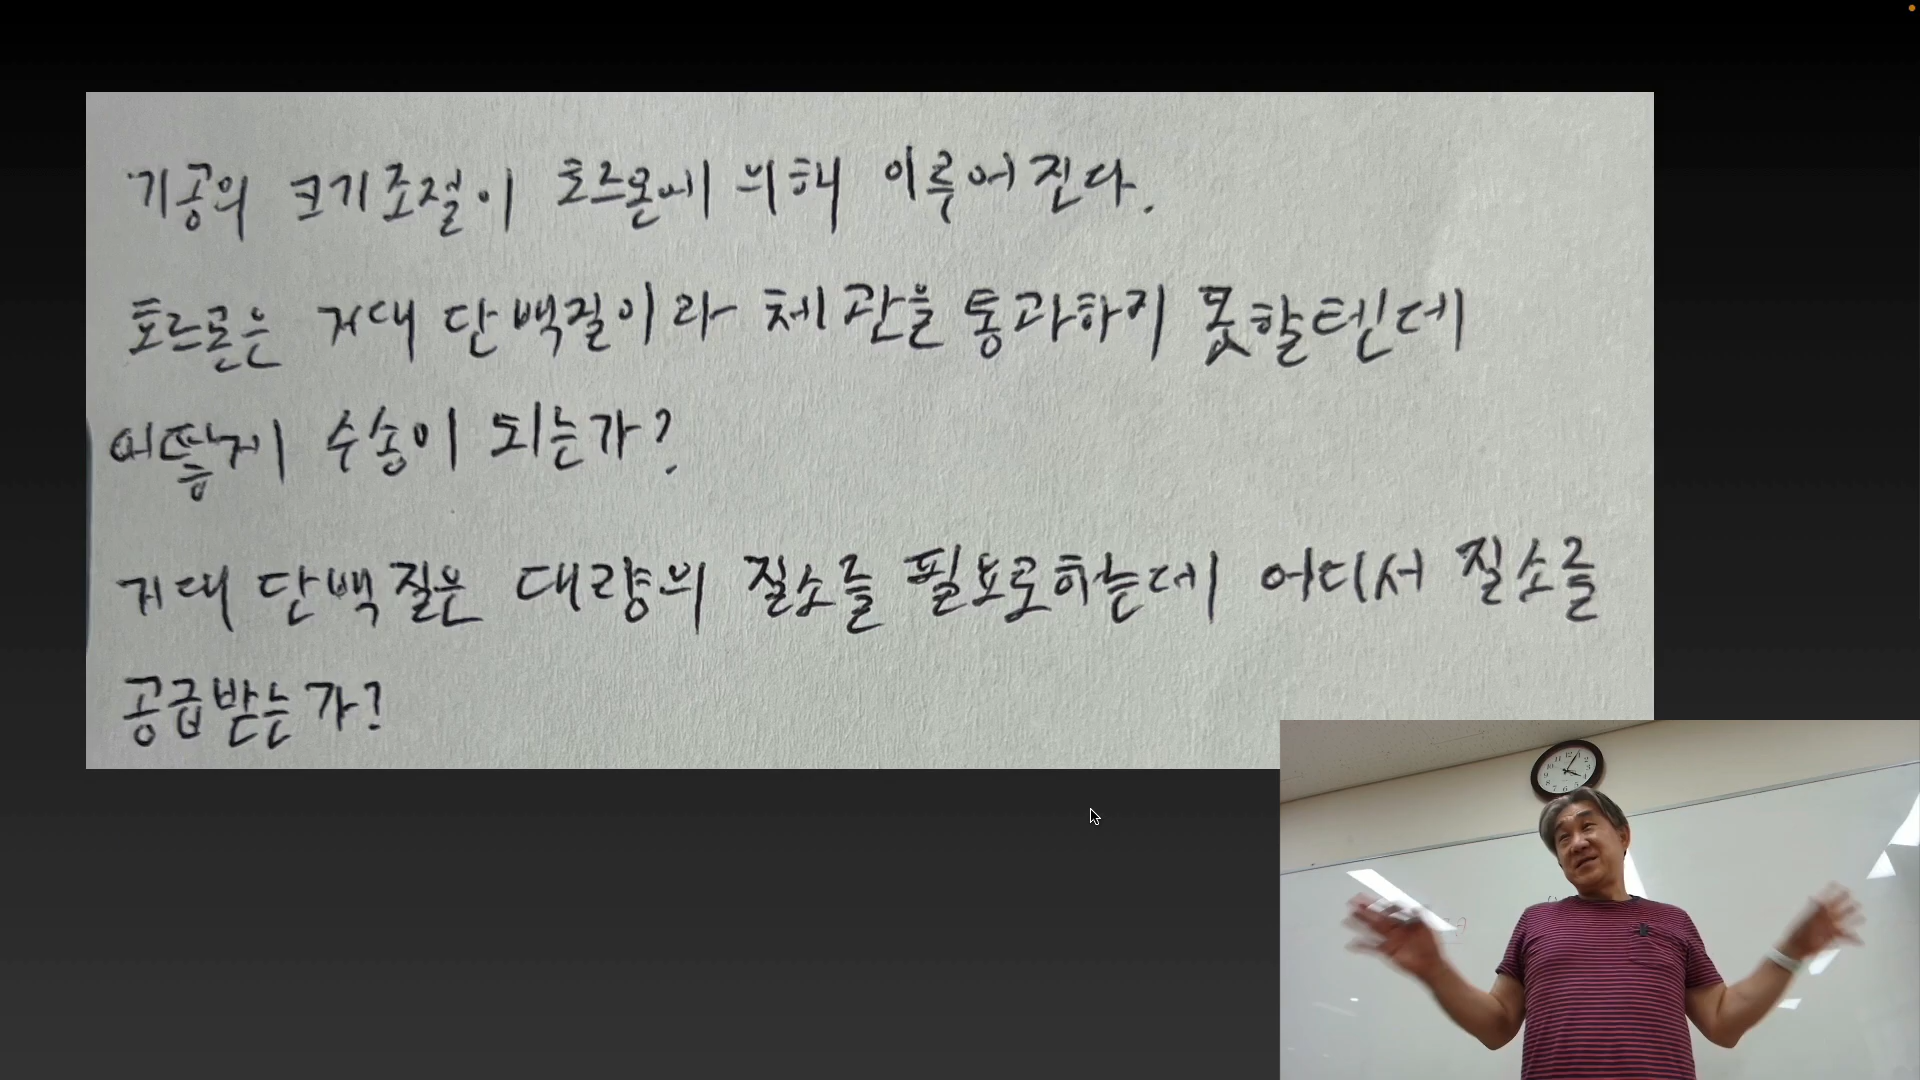 기공의 크기조절이 호르몬에 의해 이루어진다.
호르몬은 거대 단백질이라 체관을 통과하지 못할텐데
어떻게 수송이 되는가?
거대 단백질은 대량의 질소를 필요로하는데 어디서 질소를
공급받는가?